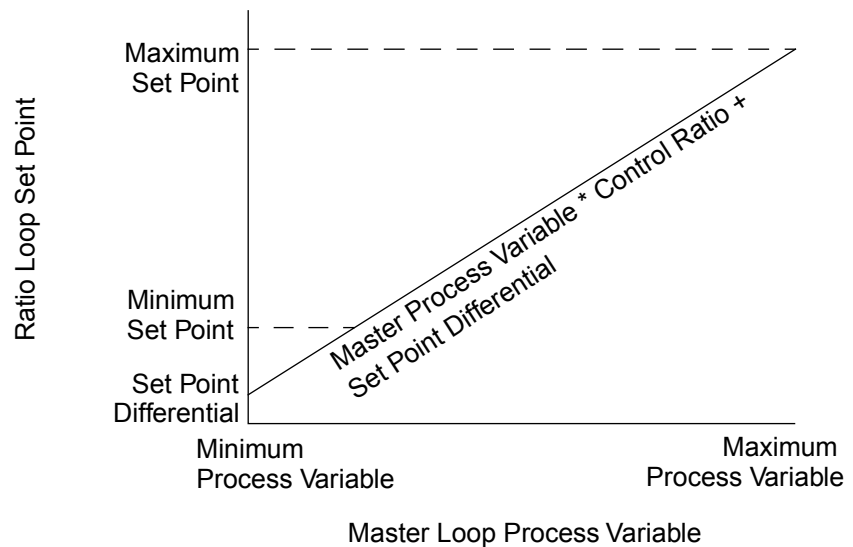 Maximum
Set Point
Ratio Loop Set Point
Master Process Variable * Control Ratio +
Set Point Differential
Minimum
Set Point
Set Point
Differential
Minimum
Process Variable
Maximum
Process Variable
Master Loop Process Variable